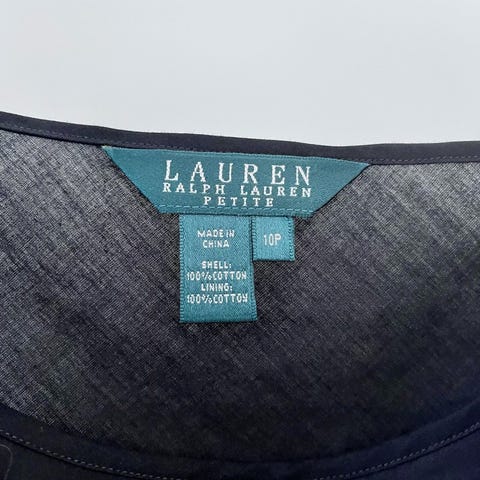 LAUREN
RALPH LAUREN
PETITE
MADE IN
CHINA
10P
SHELL:
100%COTTON
LINING:
100%COTTON